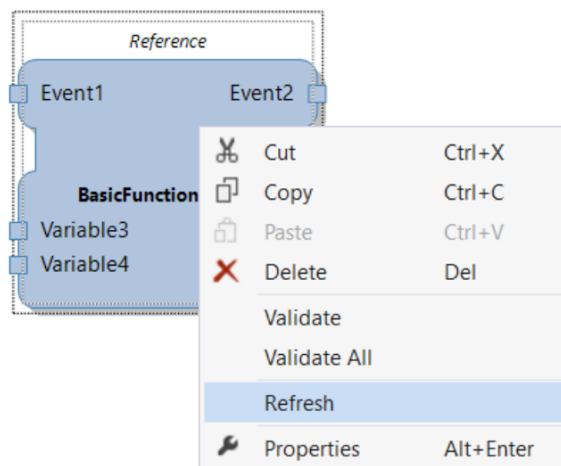 Reference
Event1 Event2
BasicFunction
Variable3
Variable4
Cut Ctrl+X
Copy Ctrl+C
Paste Ctrl+V
Delete Del
Validate
Validate All
Refresh
Properties Alt+Enter